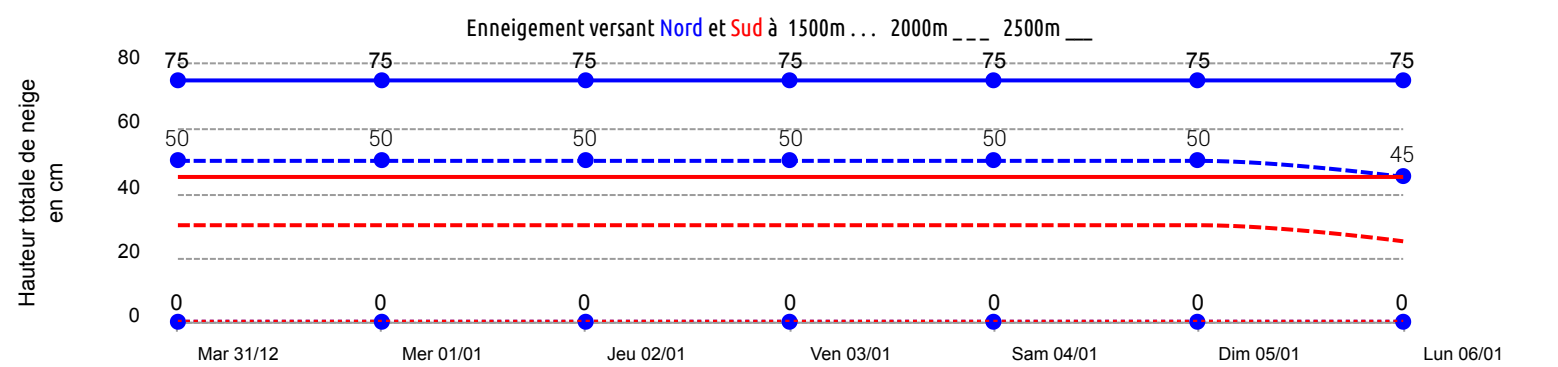 Enneigement versant Nord et Sud à 1500m . . . 2000m _ _ _ 2500m __
Hauteur totale de neige
en cm
80
75 75 75 75 75 75 75
60
50 50 50 50 50 50 45
40
20
0
0 0 0 0 0 0 0
Mar 31/12 Mer 01/01 Jeu 02/01 Ven 03/01 Sam 04/01 Dim 05/01 Lun 06/01